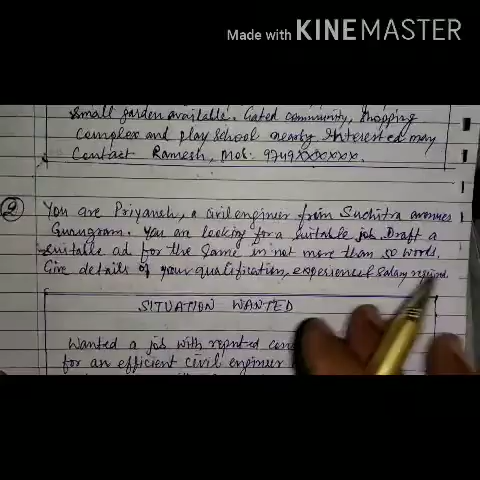 Made with KINEMASTER
small garden available. Gated community, Shopping
Complex and play school nearby Interested may
Contact Ramesh, Mob. 9749XXXXXX.
2 You are Priyansh, a civil engineer from Suchitra avenues
Gurugram. You are looking for a suitable job. Draft a
suitable ad for the same in not more than 50 words.
Give details of your qualification, experience & salary
SITUATION WANTED
Wanted a job with reputed
for an efficient civil engineer